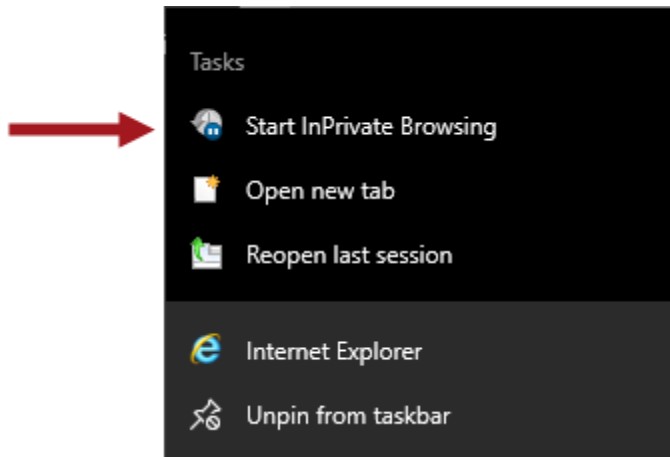 Tasks
Start InPrivate Browsing
Open new tab
Reopen last session
Internet Explorer
Unpin from taskbar